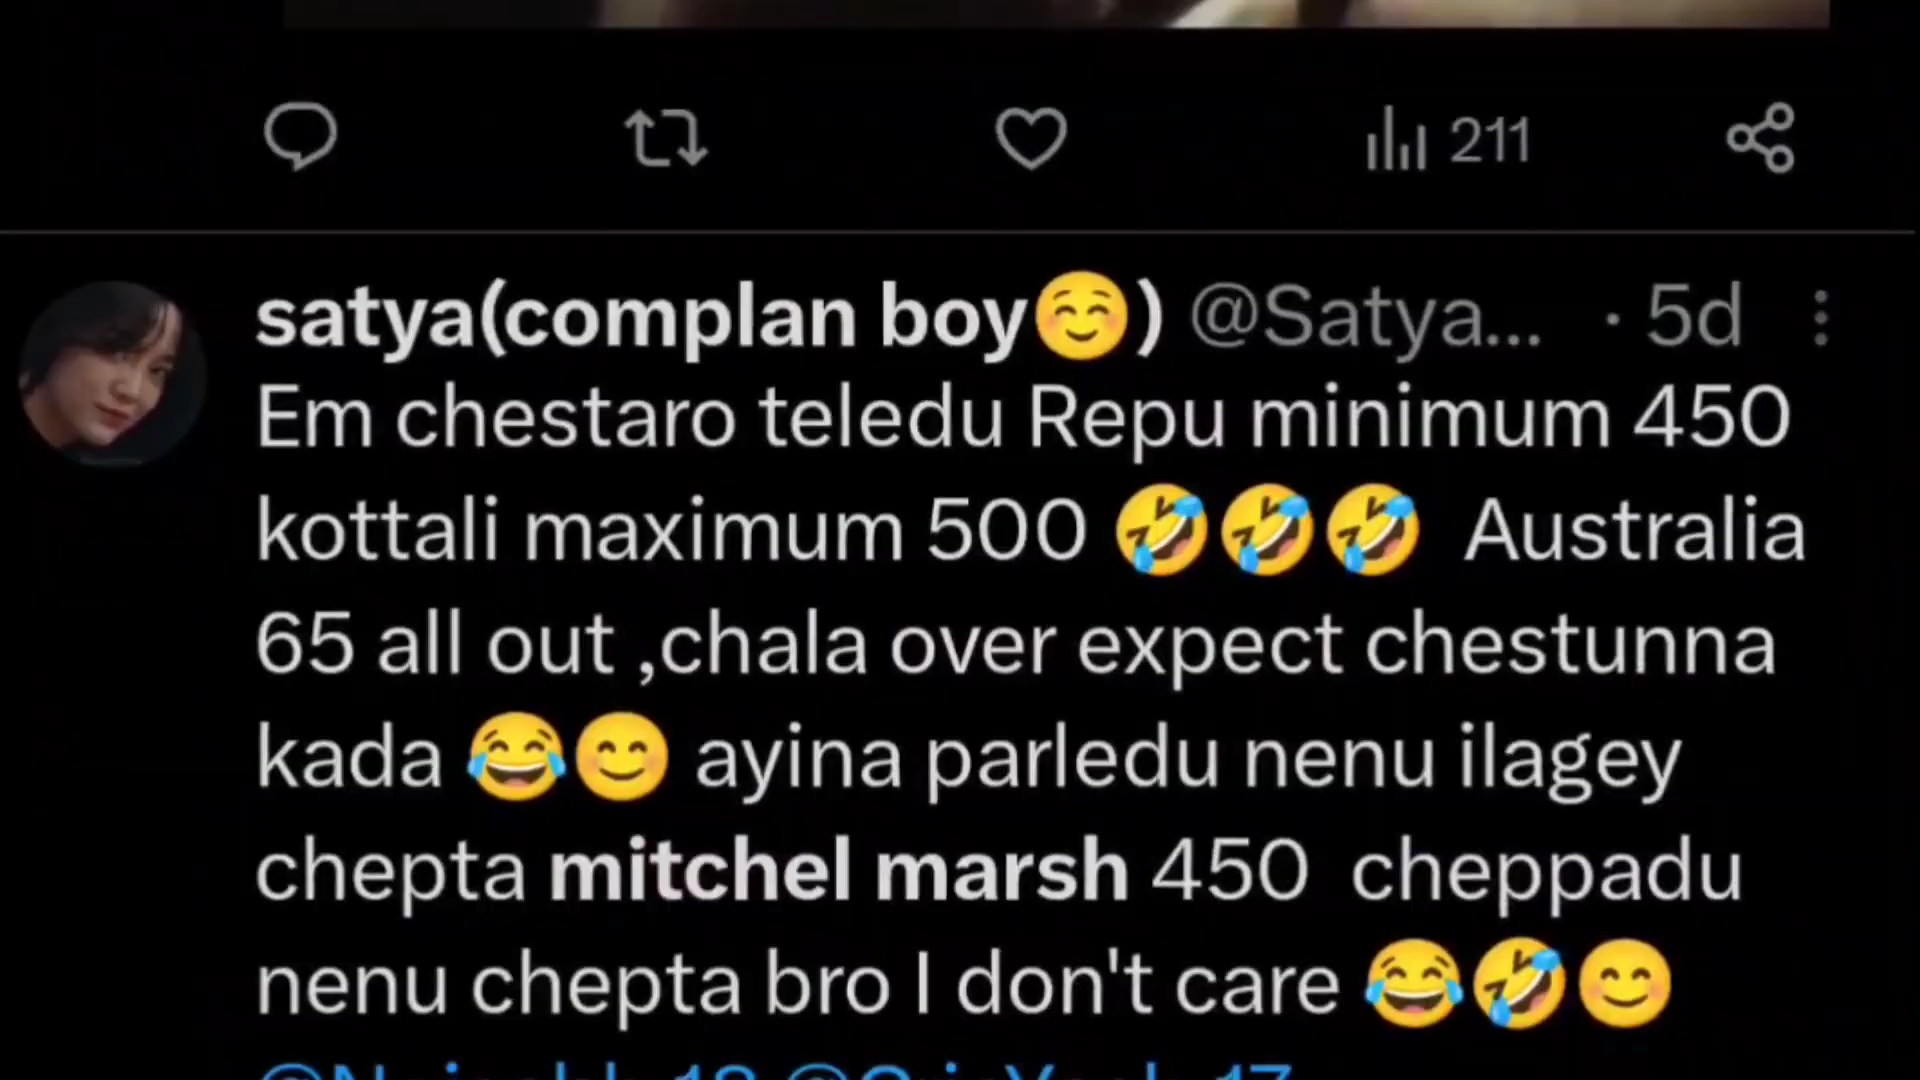 211
satya(complan boy😊) @Satya... · 5d
Em chestaro teledu Repu minimum 450
kottali maximum 500 🤣🤣🤣 Australia
65 all out ,chala over expect chestunna
kada 😂😊 ayina parledu nenu ilagey
chepta mitchel marsh 450 cheppadu
nenu chepta bro I don't care 😂🤣😊